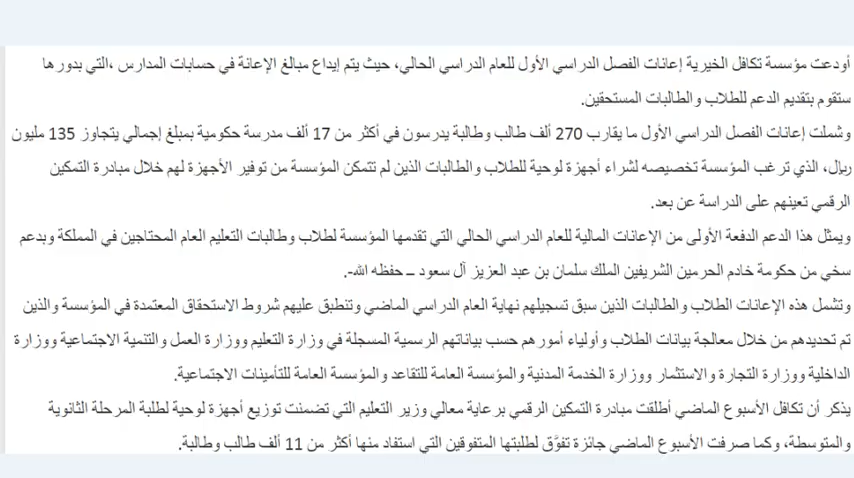 أودعت مؤسسة تكافل الخيرية إعانات الفصل الدراسي الأول للعام الدراسي الحالي، حيث يتم إيداع مبالغ الإعانة في حسابات المدارس ،التي بدورها
ستقوم بتقديم الدعم للطلاب والطالبات المستحقين.
وشملت إعانات الفصل الدراسي الأول ما يقارب 270 ألف طالب وطالبة يدرسون في أكثر من 17 ألف مدرسة حكومية بمبلغ إجمالي يتجاوز 135 مليون
ريال، الذي ترغب المؤسسة تخصيصه لشراء أجهزة لوحية للطلاب والطالبات الذين لم تتمكن المؤسسة من توفير الأجهزة لهم خلال مبادرة التمكين
الرقمي تعينهم على الدراسة عن بعد.
ويمثل هذا الدعم الدفعة الأولى من الإعانات المالية للعام الدراسي الحالي التي تقدمها المؤسسة لطلاب وطالبات التعليم العام المحتاجين في المملكة وبدعم
سخي من حكومة خادم الحرمين الشريفين الملك سلمان بن عبد العزيز آل سعود ــ حفظه الله-.
وتشمل هذه الإعانات الطلاب والطالبات الذين سبق تسجيلهم نهاية العام الدراسي الماضي وتنطبق عليهم شروط الاستحقاق المعتمدة في المؤسسة والذين
تم تحديدهم من خلال معالجة بيانات الطلاب وأولياء أمورهم حسب بياناتهم الرسمية المسجلة في وزارة التعليم ووزارة العمل والتنمية الاجتماعية ووزارة
الداخلية ووزارة التجارة والاستثمار ووزارة الخدمة المدنية والمؤسسة العامة للتقاعد والمؤسسة العامة للتأمينات الاجتماعية.
يذكر أن تكافل الأسبوع الماضي أطلقت مبادرة التمكين الرقمي برعاية معالي وزير التعليم التي تضمنت توزيع أجهزة لوحية لطلبة المرحلة الثانوية
والمتوسطة، وكما صرفت الأسبوع الماضي جائزة تفوّق لطلبتها المتفوقين التي استفاد منها أكثر من 11 ألف طالب وطالبة.